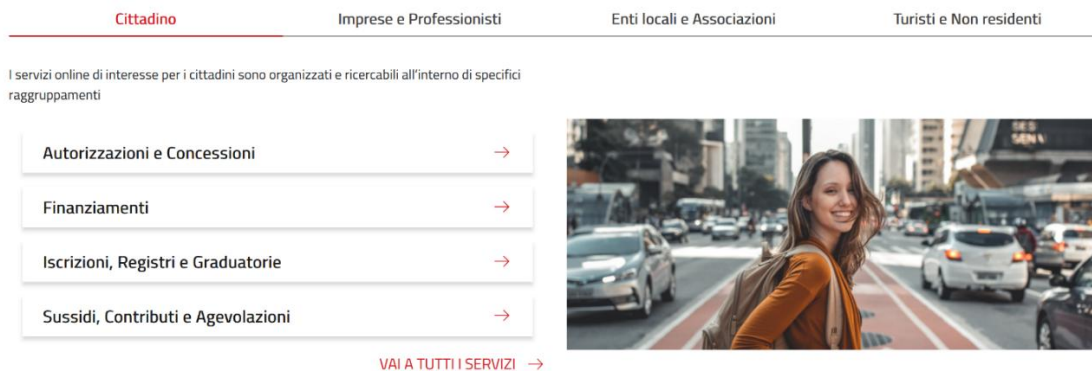 Cittadino
Imprese e Professionisti
Enti locali e Associazioni
Turisti e Non residenti
I servizi online di interesse per i cittadini sono organizzati e ricercabili all'interno di specifici
raggruppamenti
Autorizzazioni e Concessioni
Finanziamenti
Iscrizioni, Registri e Graduatorie
Sussidi, Contributi e Agevolazioni
VAI A TUTTI I SERVIZI